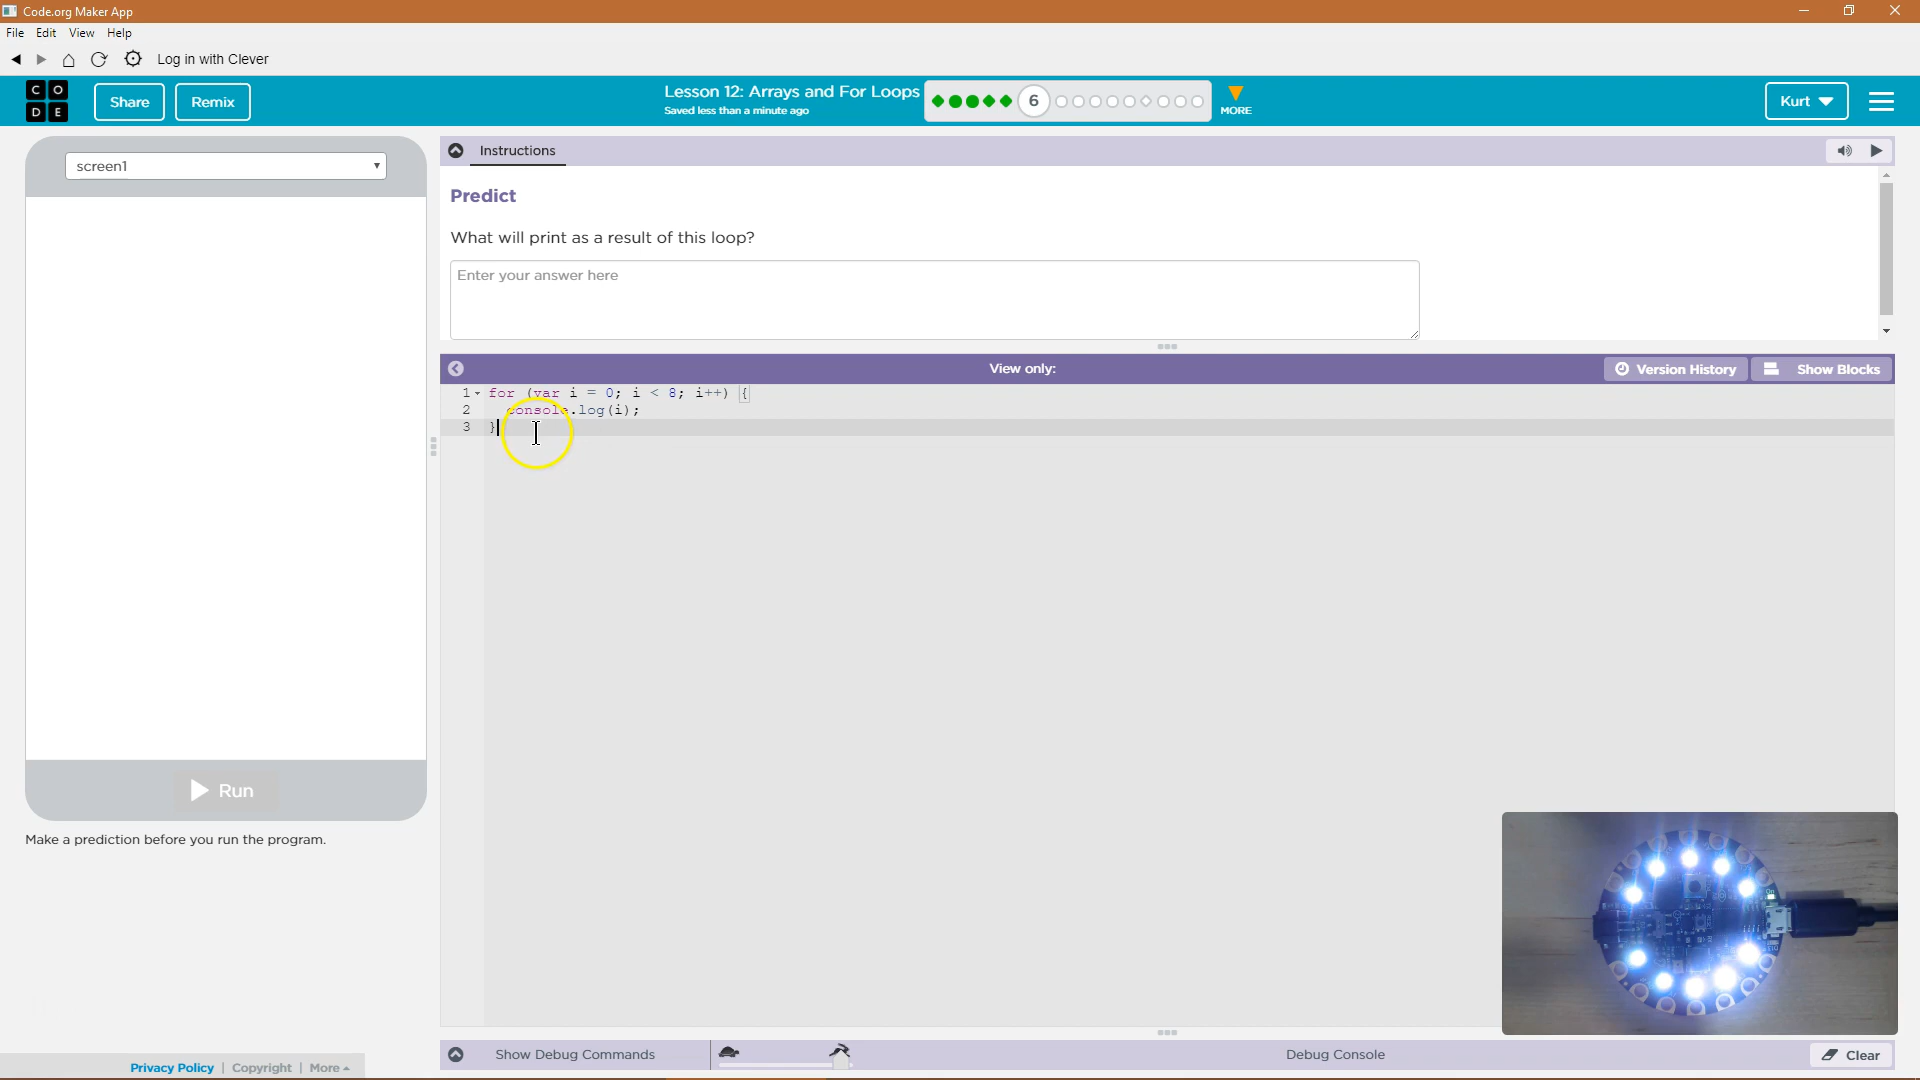 Code.org Maker App
File Edit View Help
Log in with Clever
C O
D E
Share
Remix
Lesson 12: Arrays and For Loops
Saved less than a minute ago
6
MORE
Kurt
screen1
Instructions
Predict
What will print as a result of this loop?
Enter your answer here
View only:
Version History
Show Blocks
1 for (var i = 0; i < 8; i++) {
2 console.log(i);
3 }
Run
Make a prediction before you run the program.
Privacy Policy | Copyright | More
Show Debug Commands
Debug Console
Clear